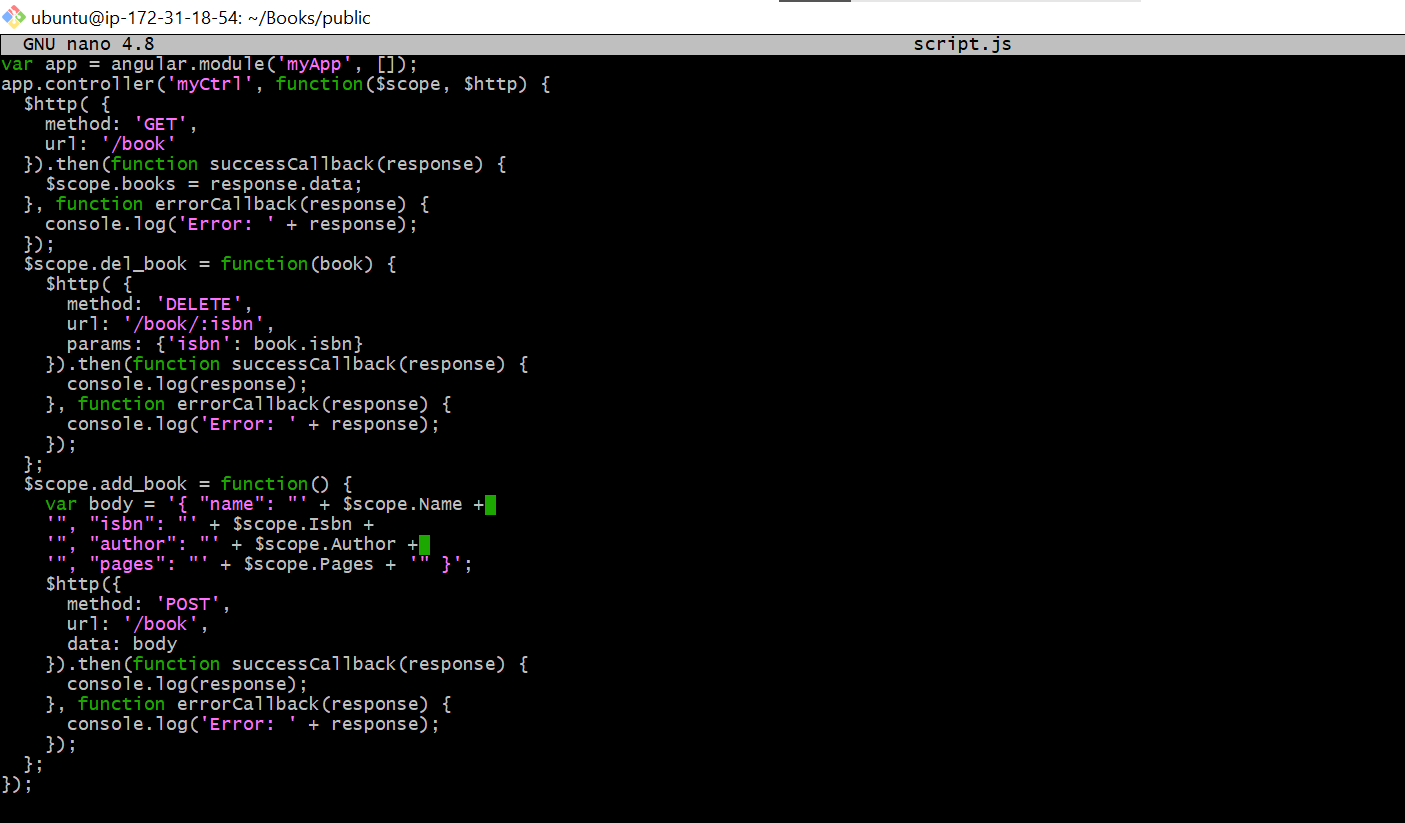 ubuntu@ip-172-31-18-54: ~/Books/public
GNU nano 4.8 script.js
var app = angular.module('myApp', []);
app.controller('myCtrl', function($scope, $http) {
  $http( {
    method: 'GET',
    url: '/book'
  }).then(function successCallback(response) {
    $scope.books = response.data;
  }, function errorCallback(response) {
    console.log('Error: ' + response);
  });
  $scope.del_book = function(book) {
    $http( {
      method: 'DELETE',
      url: '/book/:isbn',
      params: {'isbn': book.isbn}
    }).then(function successCallback(response) {
      console.log(response);
    }, function errorCallback(response) {
      console.log('Error: ' + response);
    });
  };
  $scope.add_book = function() {
    var body = '{ "name": "' + $scope.Name +
    '", "isbn": "' + $scope.Isbn +
    '", "author": "' + $scope.Author +
    '", "pages": "' + $scope.Pages + '" }';
    $http({
      method: 'POST',
      url: '/book',
      data: body
    }).then(function successCallback(response) {
      console.log(response);
    }, function errorCallback(response) {
      console.log('Error: ' + response);
    });
  };
});